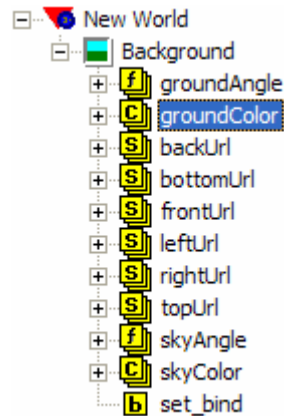 New World
Background
f groundAngle
C groundColor
S backUrl
S bottomUrl
S frontUrl
S leftUrl
S rightUrl
S topUrl
f skyAngle
C skyColor
b set_bind